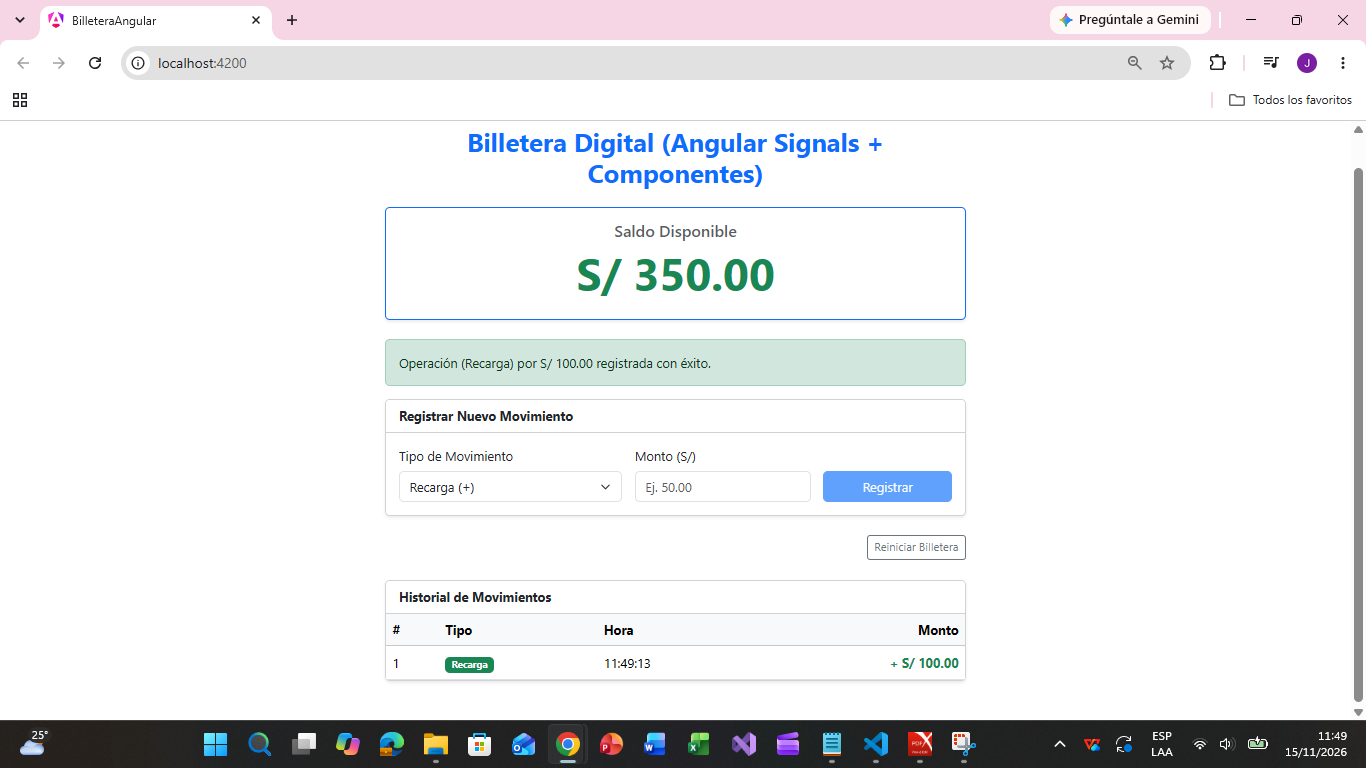 BilleteraAngular
Pregúntale a Gemini
localhost:4200
J
Todos los favoritos
Billetera Digital (Angular Signals +
Componentes)
Saldo Disponible
S/ 350.00
Operación (Recarga) por S/ 100.00 registrada con éxito.
Registrar Nuevo Movimiento
Tipo de Movimiento Monto (S/)
Recarga (+) Ej. 50.00 Registrar
Reiniciar Billetera
Historial de Movimientos
# Tipo Hora Monto
1 Recarga 11:49:13 + S/ 100.00
25°
ESP
LAA
11:49
15/11/2026